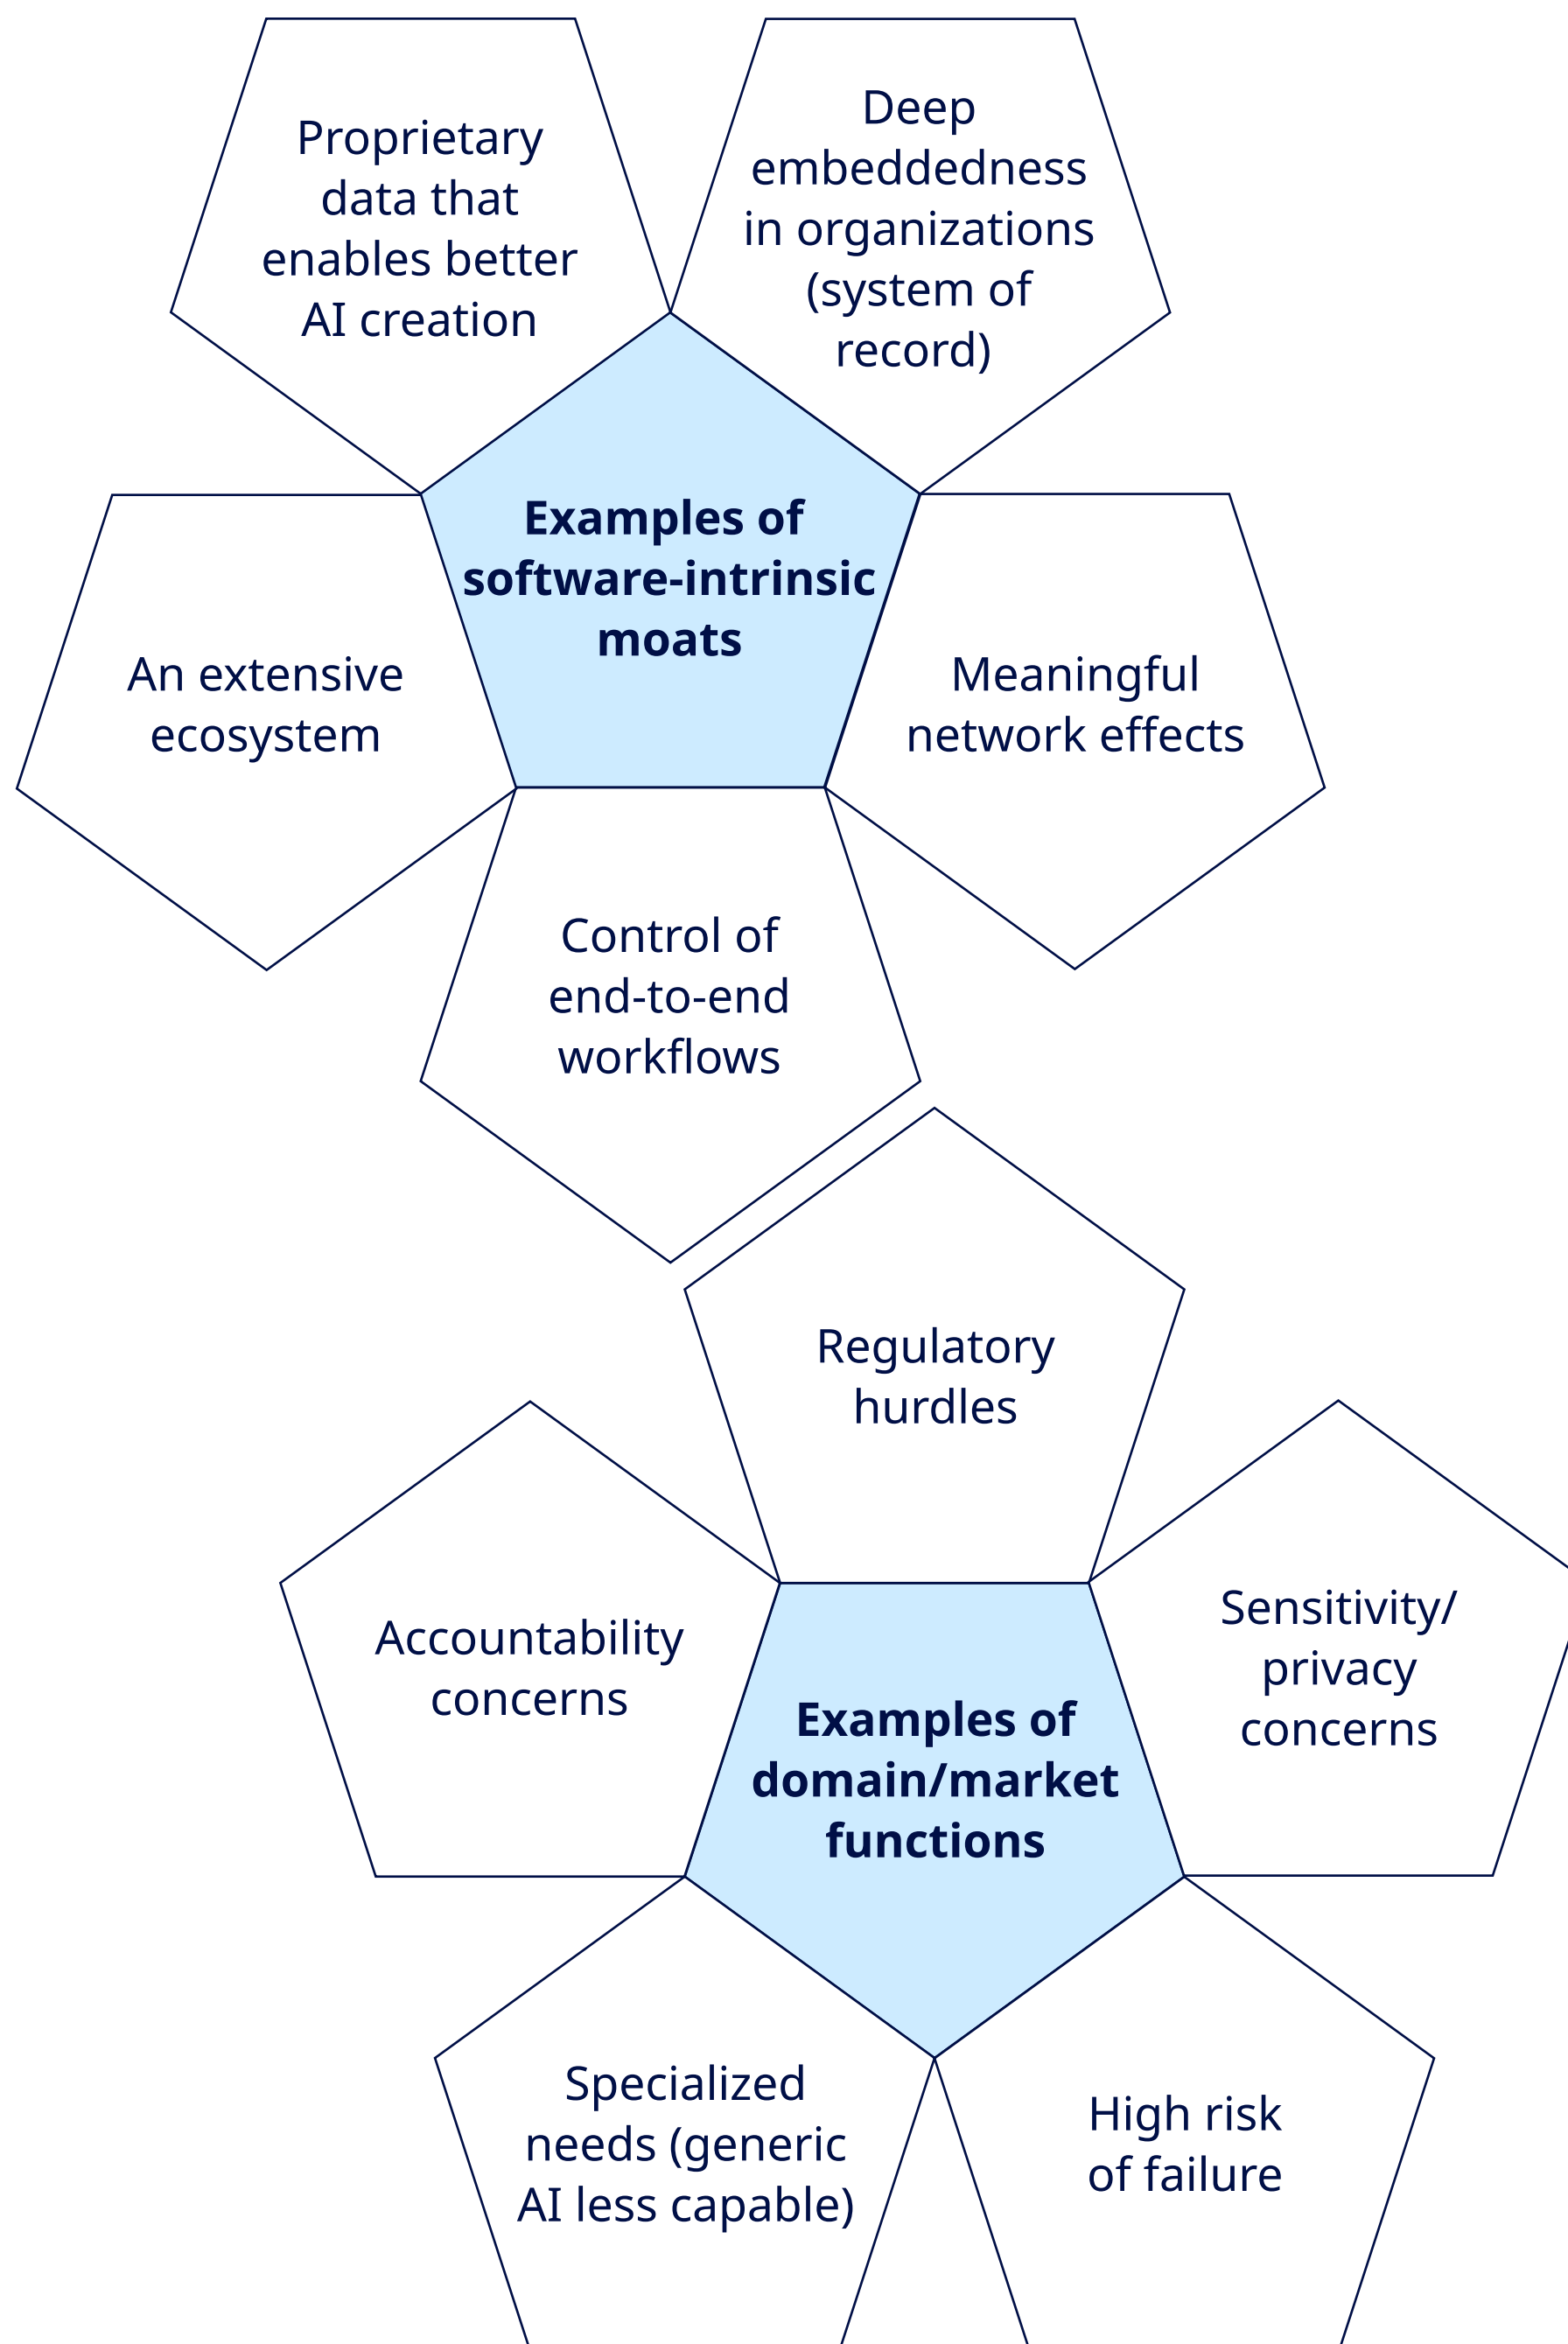 Proprietary
data that
enables better
AI creation
Deep
embeddedness
in organizations
(system of
record)
Examples of
software-intrinsic
moats
An extensive
ecosystem
Meaningful
network effects
Control of
end-to-end
workflows
Regulatory
hurdles
Accountability
concerns
Sensitivity/
privacy
concerns
Examples of
domain/market
functions
Specialized
needs (generic
AI less capable)
High risk
of failure